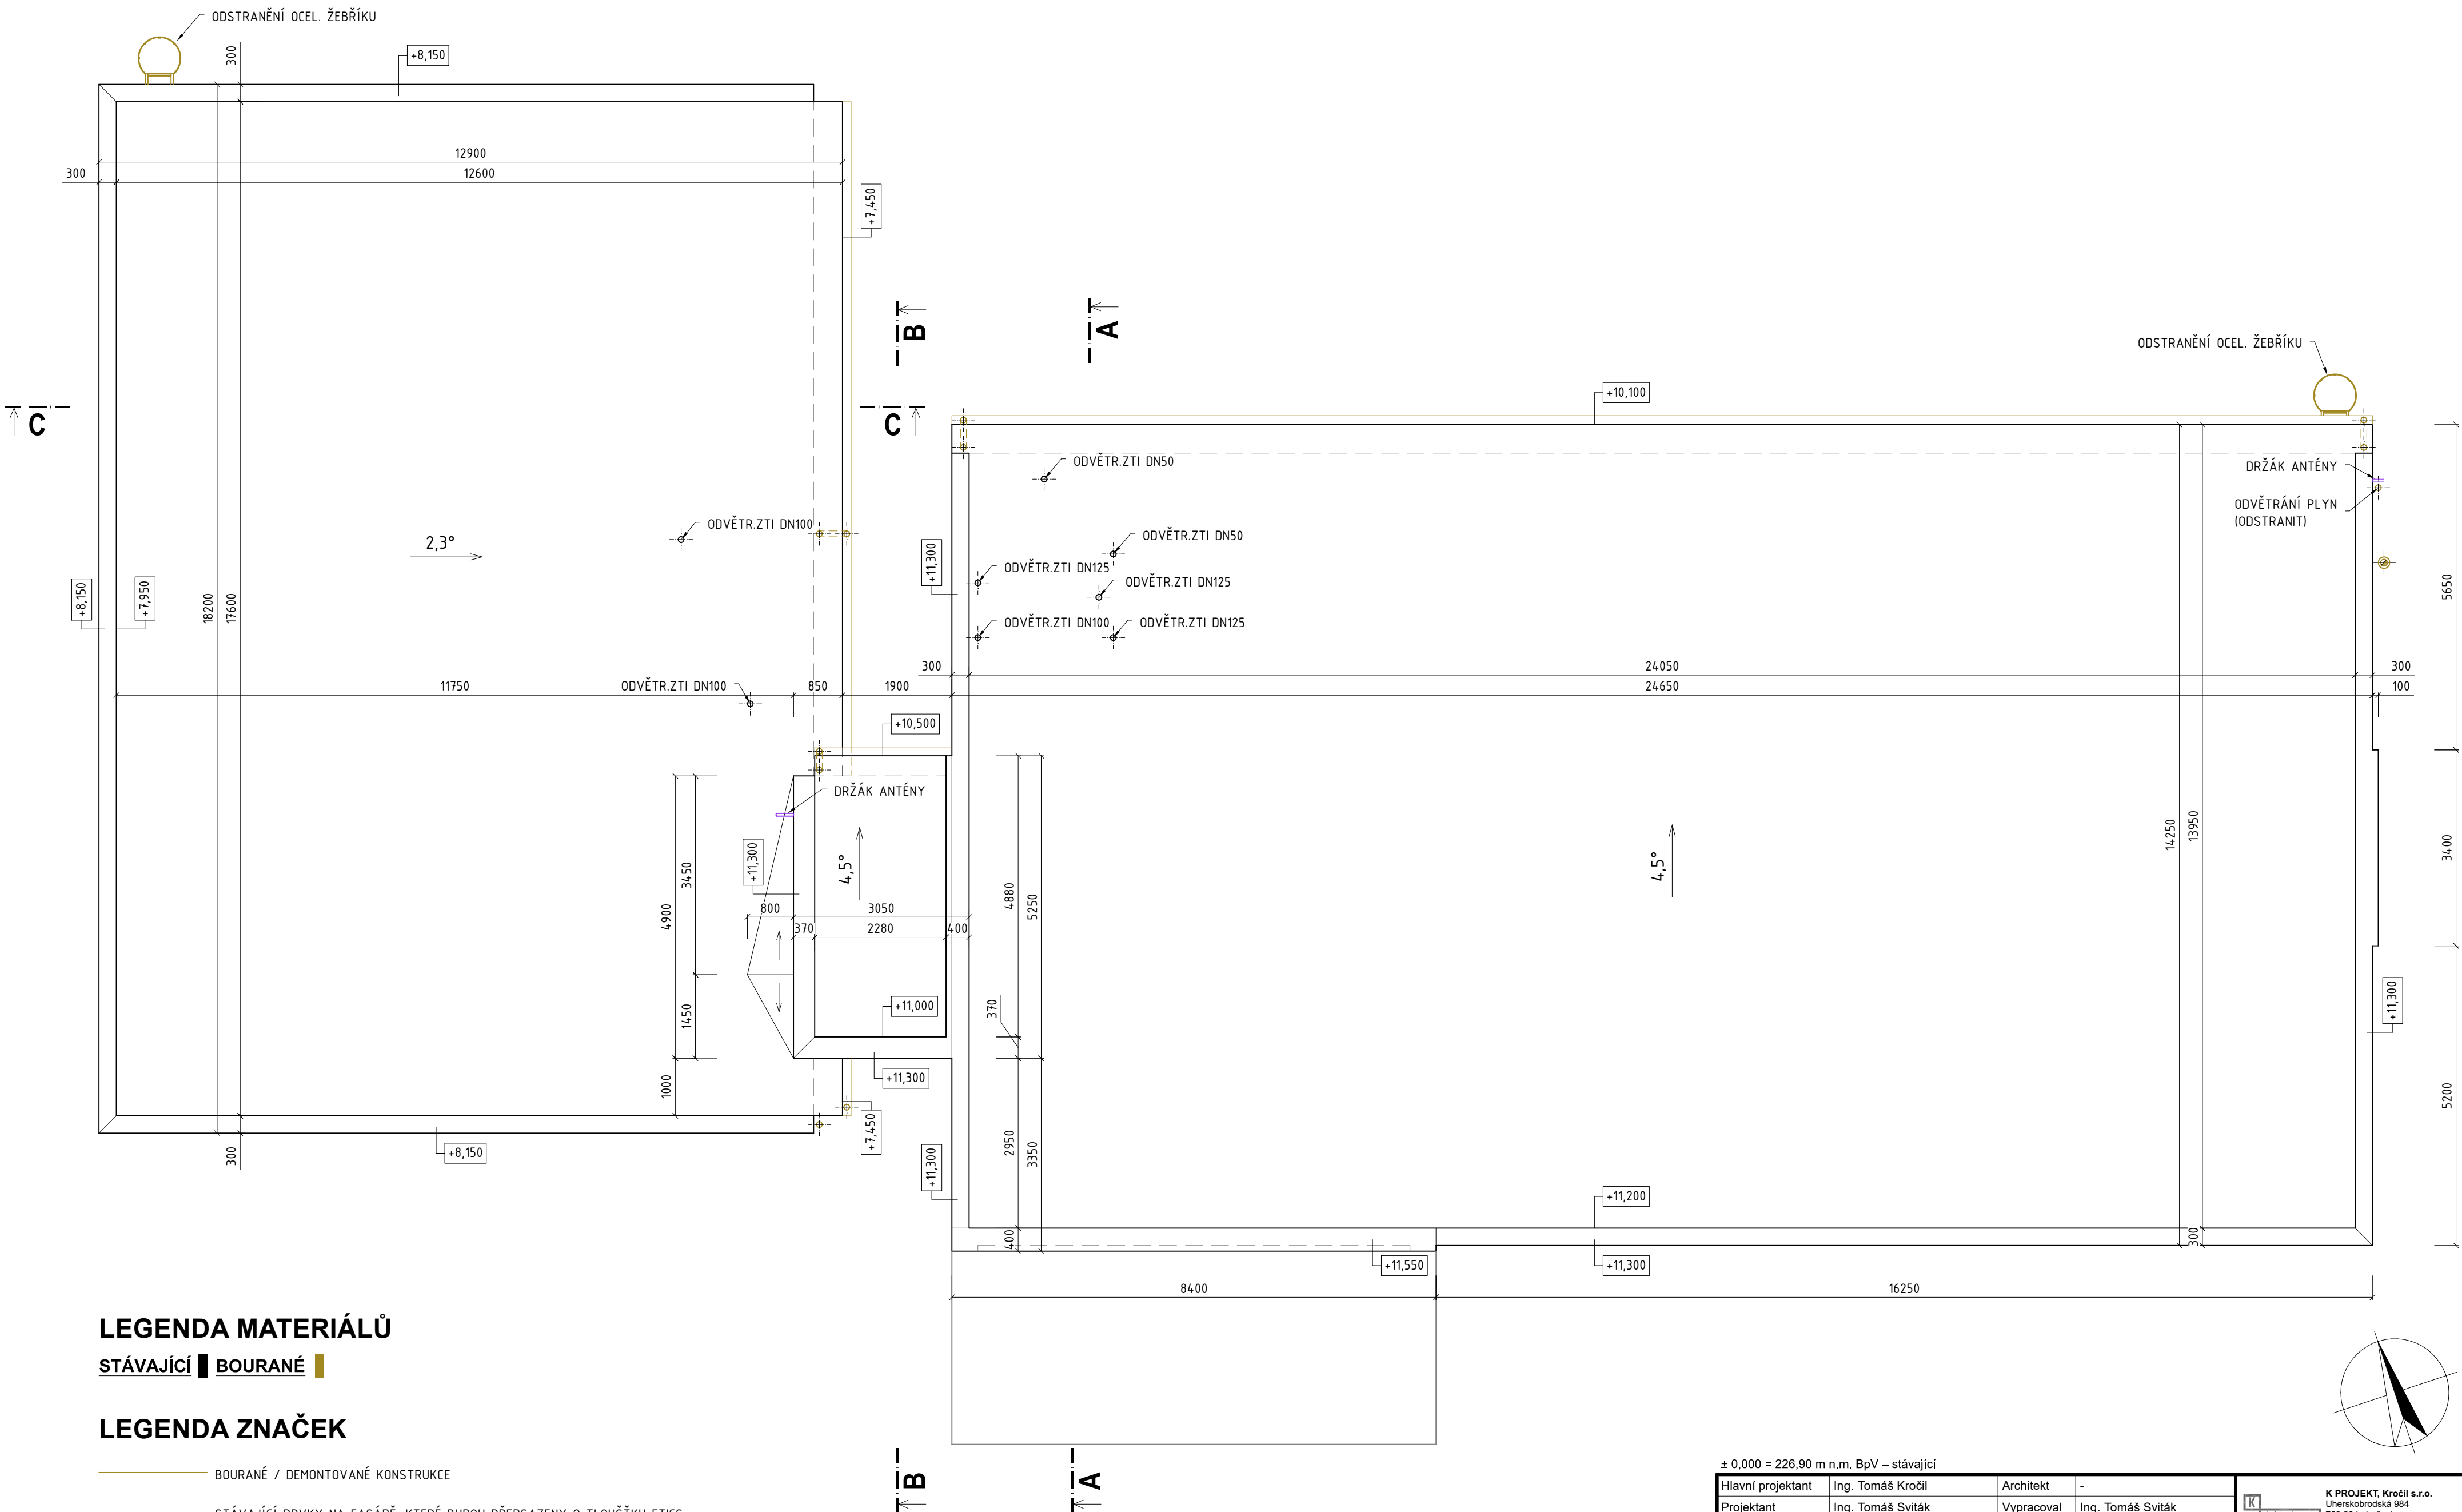 ODSTRANĚNÍ OCEL. ŽEBŘÍKU
300
+8,150
12900
300
12600
+7,450
B
A
ODSTRANĚNÍ OCEL. ŽEBŘÍKU
C
C
+10,100
ODVĚTR.ZTI DN50
DRŽÁK ANTÉNY
ODVĚTRÁNÍ PLYN
(ODSTRANIT)
ODVĚTR.ZTI DN100
2,3°
ODVĚTR.ZTI DN50
+11,300
ODVĚTR.ZTI DN125
ODVĚTR.ZTI DN125
5650
+8,150
+7,950
18200
17600
ODVĚTR.ZTI DN100
ODVĚTR.ZTI DN125
300
24050
300
11750
ODVĚTR.ZTI DN100
850
1900
24650
100
+10,500
DRŽÁK ANTÉNY
14250
13950
3400
+11,300
4,5°
4,5°
3450
4900
4880
5250
800
3050
370
2280
400
+11,000
370
1450
+11,300
+11,300
1000
5200
+7,450
+8,150
300
+11,300
2950
3350
+11,200
400
300
+11,550
+11,300
8400
16250
LEGENDA MATERIÁLŮ
STÁVAJÍCÍ BOURANÉ
LEGENDA ZNAČEK
BOURANÉ / DEMONTOVANÉ KONSTRUKCE
B
A
± 0,000 = 226,90 m n.m. BpV – stávající
Hlavní projektant Ing. Tomáš Kročil Architekt -
Projektant Ing. Tomáš Sviták Vypracoval Ing. Tomáš Sviták
K
K PROJEKT, Kročil s.r.o.
Uherskobrodská 984